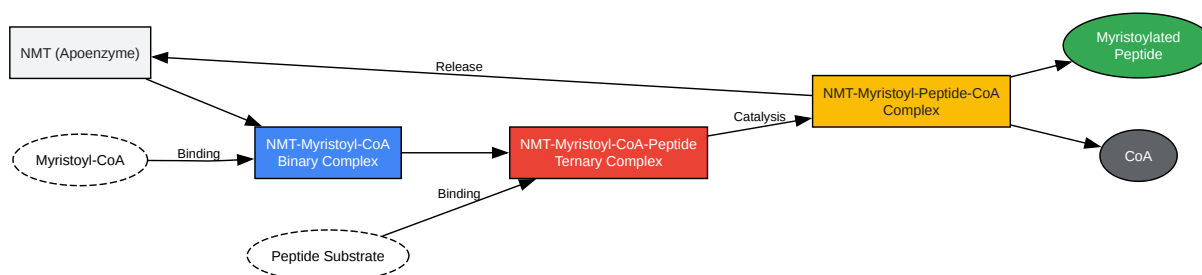 NMT (Apoenzyme)
Release
Myristoylated
Peptide
NMT-Myristoyl-Peptide-CoA
Complex
Catalysis
Myristoyl-CoA
Binding
NMT-Myristoyl-CoA
Binary Complex
NMT-Myristoyl-CoA-Peptide
Ternary Complex
CoA
Binding
Peptide Substrate